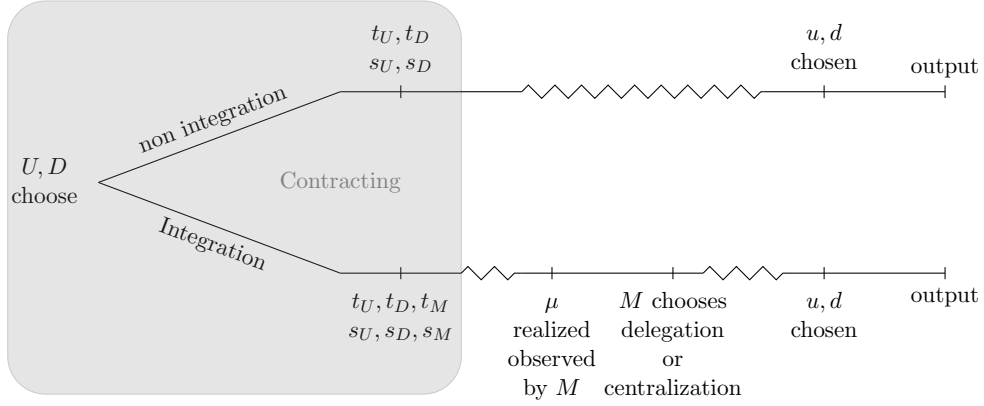 t_U, t_D
s_U, s_D
u, d
chosen
output
non integration
U, D
choose
Contracting
Integration
t_U, t_D, t_M
s_U, s_D, s_M
μ
realized
observed
by M
M chooses
delegation
or
centralization
u, d
chosen
output